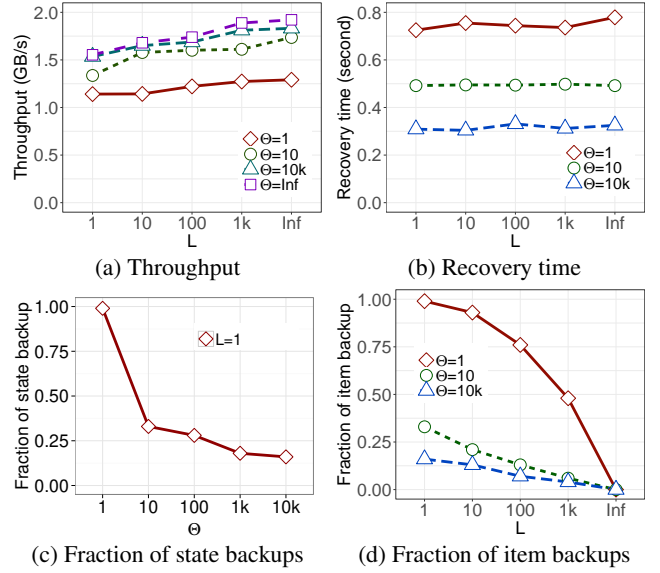 Throughput (GB/s)
2.0
1.5
1.0
0.5
0.0
Θ=1
Θ=10
Θ=10k
Θ=Inf
1 10 100 1k Inf
L
(a) Throughput
Recovery time (second)
0.8
0.6
0.4
0.2
0.0
Θ=1
Θ=10
Θ=10k
1 10 100 1k Inf
L
(b) Recovery time
Fraction of state backup
1.00
0.75
0.50
0.25
0.00
L=1
1 10 100 1k 10k
Θ
(c) Fraction of state backups
Fraction of item backup
1.00
0.75
0.50
0.25
0.00
Θ=1
Θ=10
Θ=10k
1 10 100 1k Inf
L
(d) Fraction of item backups